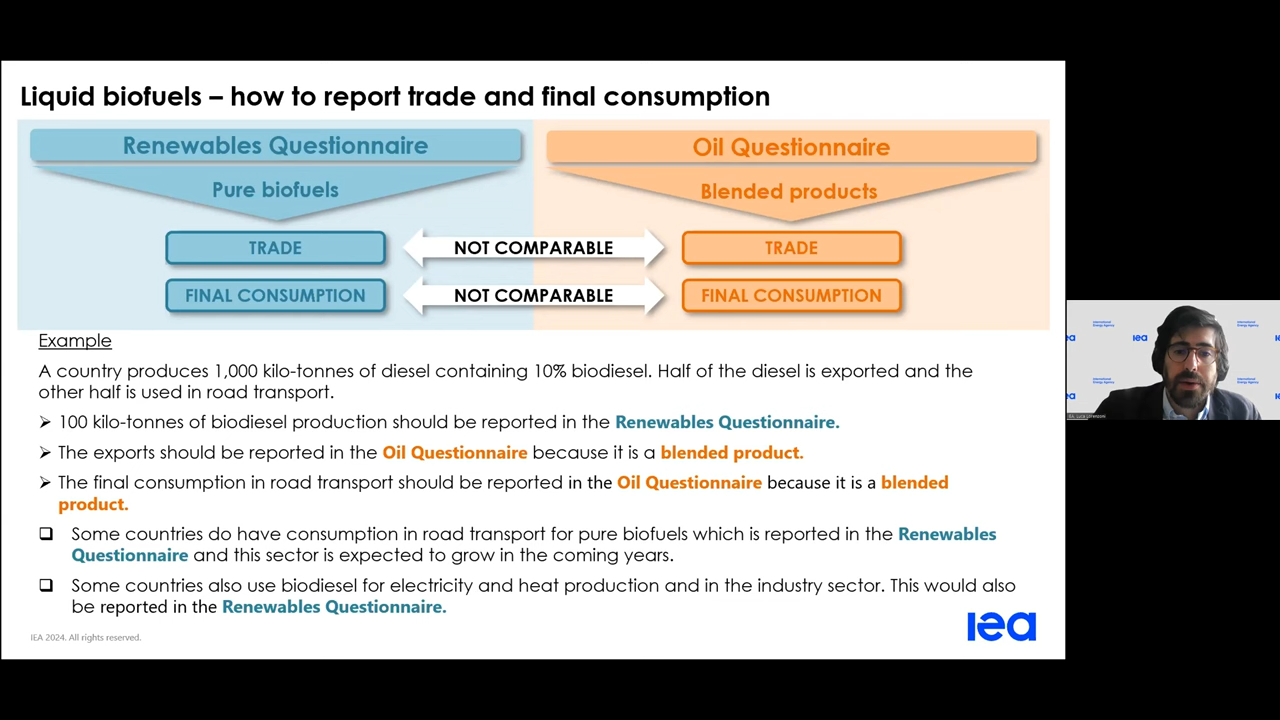 Liquid biofuels – how to report trade and final consumption
Renewables Questionnaire
Oil Questionnaire
Pure biofuels
Blended products
TRADE
NOT COMPARABLE
TRADE
FINAL CONSUMPTION
NOT COMPARABLE
FINAL CONSUMPTION
Example
A country produces 1,000 kilo-tonnes of diesel containing 10% biodiesel. Half of the diesel is exported and the
other half is used in road transport.
➢ 100 kilo-tonnes of biodiesel production should be reported in the Renewables Questionnaire.
➢ The exports should be reported in the Oil Questionnaire because it is a blended product.
➢ The final consumption in road transport should be reported in the Oil Questionnaire because it is a blended
product.
❑ Some countries do have consumption in road transport for pure biofuels which is reported in the Renewables
Questionnaire and this sector is expected to grow in the coming years.
❑ Some countries also use biodiesel for electricity and heat production and in the industry sector. This would also
be reported in the Renewables Questionnaire.
IEA 2024. All rights reserved.
iea
International
Energy Agency
iea
International
Energy Agency